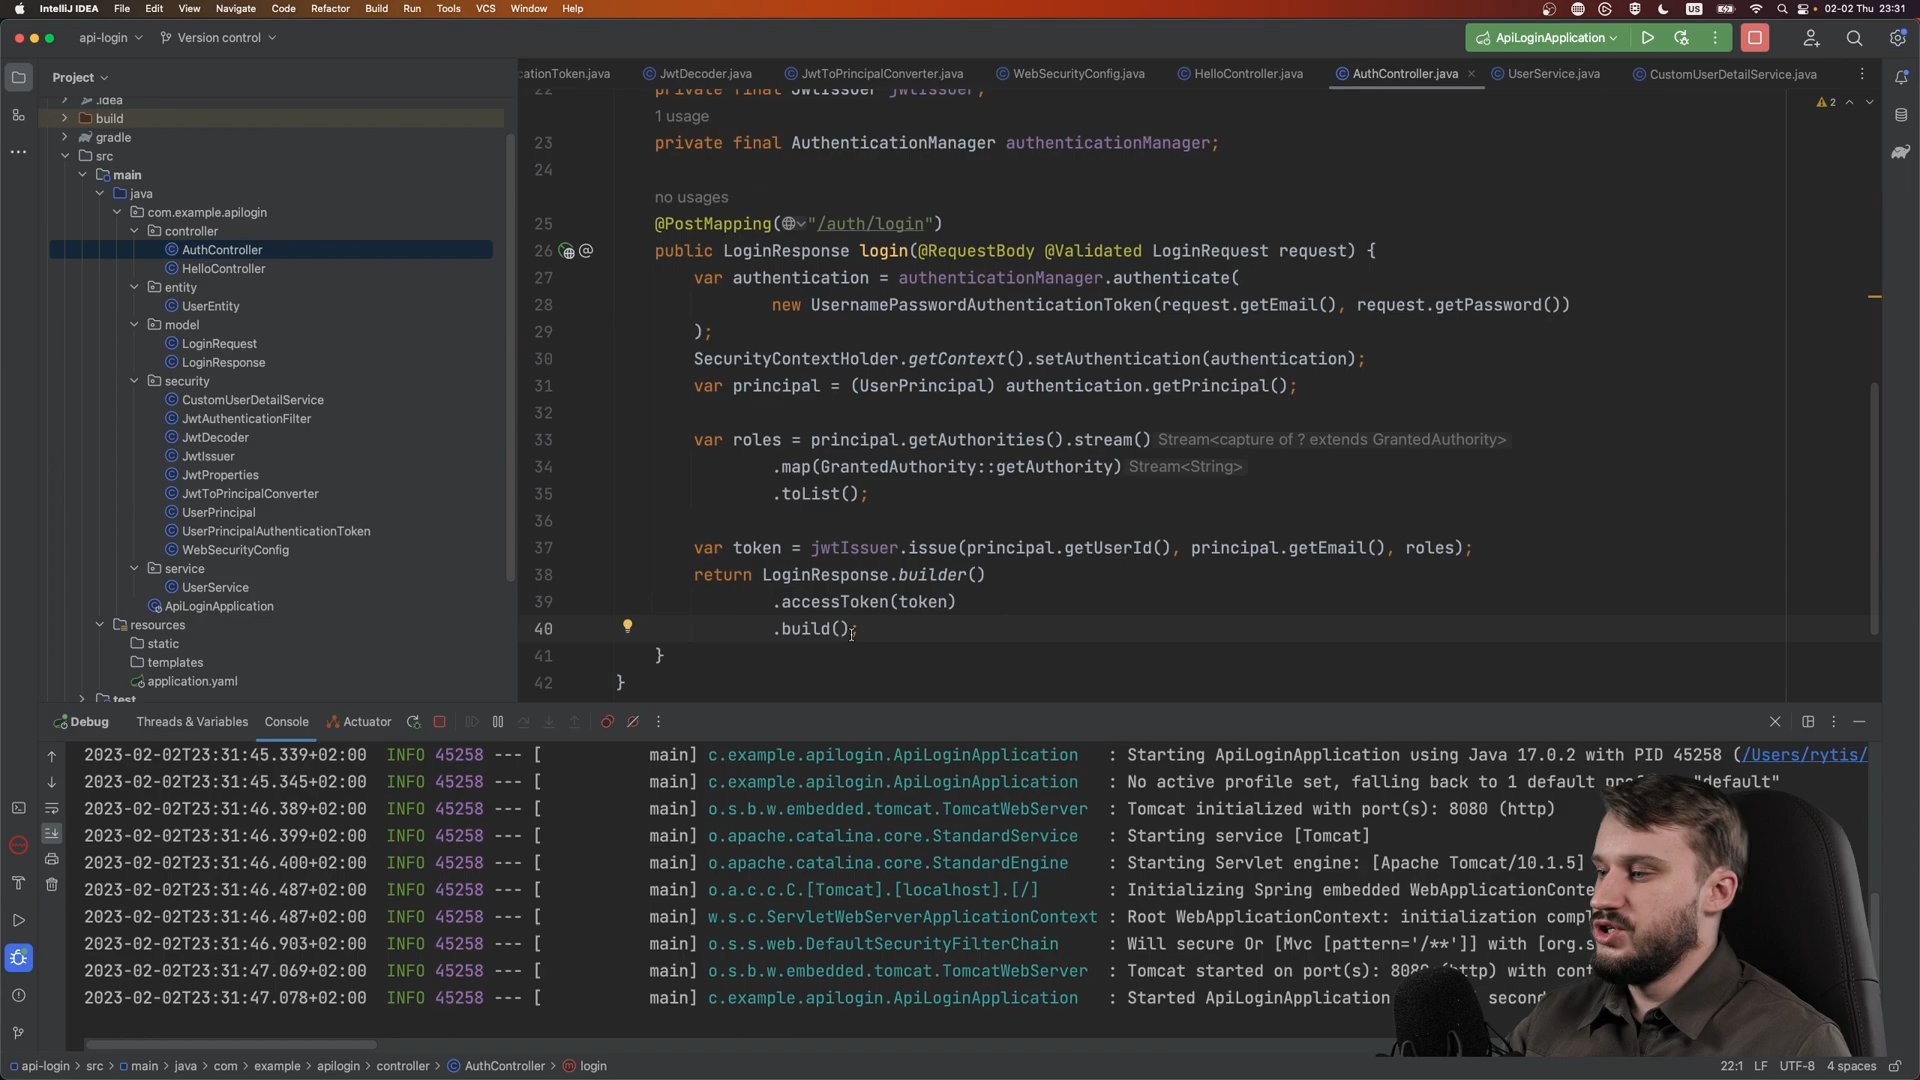 IntelliJ IDEA File Edit View Navigate Code Refactor Build Run Tools VCS Window Help US 02-02 Thu 23:31
api-login Version control ApiLoginApplication
Project
cationToken.java JwtDecoder.java JwtToPrincipalConverter.java WebSecurityConfig.java HelloController.java AuthController.java UserService.java CustomUserDetailService.java
.idea
build
gradle
src
main
java
com.example.apilogin
controller
AuthController
HelloController
entity
UserEntity
model
LoginRequest
LoginResponse
security
CustomUserDetailService
JwtAuthenticationFilter
JwtDecoder
JwtIssuer
JwtProperties
JwtToPrincipalConverter
UserPrincipal
UserPrincipalAuthenticationToken
WebSecurityConfig
service
UserService
ApiLoginApplication
resources
static
templates
application.yaml
test
2
22 private final JwtIssuer jwtIssuer;
1 usage
23 private final AuthenticationManager authenticationManager;
24
no usages
25 @PostMapping("/auth/login")
26 public LoginResponse login(@RequestBody @Validated LoginRequest request) {
27 var authentication = authenticationManager.authenticate(
28 new UsernamePasswordAuthenticationToken(request.getEmail(), request.getPassword())
29 );
30 SecurityContextHolder.getContext().setAuthentication(authentication);
31 var principal = (UserPrincipal) authentication.getPrincipal();
32
33 var roles = principal.getAuthorities().stream() Stream<capture of ? extends GrantedAuthority>
34 .map(GrantedAuthority::getAuthority) Stream<String>
35 .toList();
36
37 var token = jwtIssuer.issue(principal.getUserId(), principal.getEmail(), roles);
38 return LoginResponse.builder()
39 .accessToken(token)
40 .build();
41 }
42 }
Debug Threads & Variables Console Actuator
2023-02-02T23:31:45.339+02:00 INFO 45258 --- [ main] c.example.apilogin.ApiLoginApplication : Starting ApiLoginApplication using Java 17.0.2 with PID 45258 (/Users/rytis/
2023-02-02T23:31:45.345+02:00 INFO 45258 --- [ main] c.example.apilogin.ApiLoginApplication : No active profile set, falling back to 1 default "default"
2023-02-02T23:31:46.389+02:00 INFO 45258 --- [ main] o.s.b.w.embedded.tomcat.TomcatWebServer : Tomcat initialized with port(s): 8080 (http)
2023-02-02T23:31:46.399+02:00 INFO 45258 --- [ main] o.apache.catalina.core.StandardService : Starting service [Tomcat]
2023-02-02T23:31:46.400+02:00 INFO 45258 --- [ main] o.apache.catalina.core.StandardEngine : Starting Servlet engine: [Apache Tomcat/10.1.5]
2023-02-02T23:31:46.487+02:00 INFO 45258 --- [ main] o.a.c.c.C.[Tomcat].[localhost].[/] : Initializing Spring embedded WebApplicationConte
2023-02-02T23:31:46.487+02:00 INFO 45258 --- [ main] w.s.c.ServletWebServerApplicationContext : Root WebApplicationContext: initialization compl
2023-02-02T23:31:46.903+02:00 INFO 45258 --- [ main] o.s.s.web.DefaultSecurityFilterChain : Will secure Or [Mvc [pattern='/**']] with [org.s
2023-02-02T23:31:47.069+02:00 INFO 45258 --- [ main] o.s.b.w.embedded.tomcat.TomcatWebServer : Tomcat started on port(s): 8080 (http) with cont
2023-02-02T23:31:47.078+02:00 INFO 45258 --- [ main] c.example.apilogin.ApiLoginApplication : Started ApiLoginApplication second
api-login src main java com example apilogin controller AuthController login 22:1 LF UTF-8 4 spaces